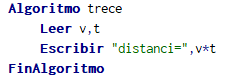 Algoritmo trece
Leer v,t
Escribir "distanci=",v*t
FinAlgoritmo